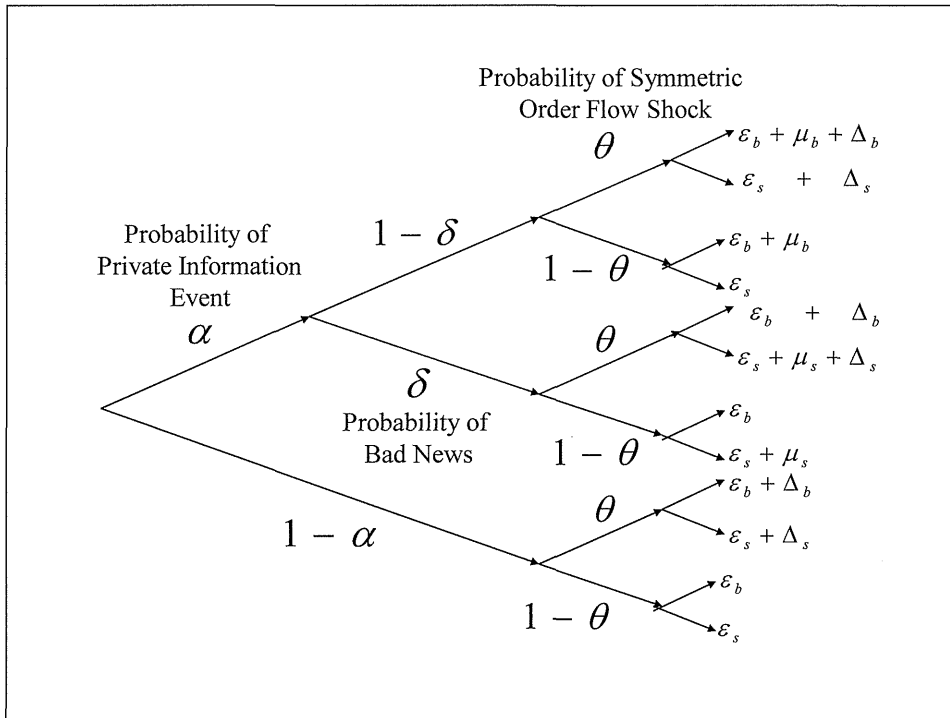 Probability of Symmetric
Order Flow Shock
θ
ε_b + μ_b + Δ_b
ε_s + Δ_s
Probability of
Private Information
Event
α
1 − δ
1 − θ
ε_b + μ_b
ε_s
θ
ε_b + Δ_b
ε_s + μ_s + Δ_s
δ
Probability of
Bad News
1 − θ
ε_b
ε_s + μ_s
1 − α
θ
ε_b + Δ_b
ε_s + Δ_s
1 − θ
ε_b
ε_s